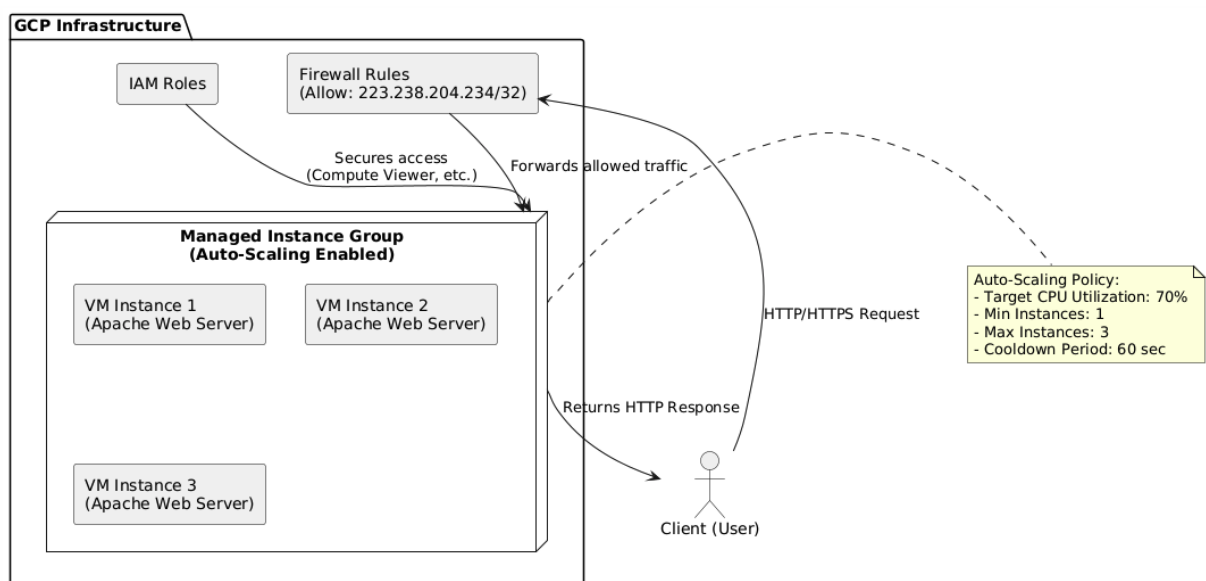 GCP Infrastructure
IAM Roles
Firewall Rules
(Allow: 223.238.204.234/32)
Secures access
(Compute Viewer, etc.)
Forwards allowed traffic
Managed Instance Group
(Auto-Scaling Enabled)
VM Instance 1
(Apache Web Server)
VM Instance 2
(Apache Web Server)
VM Instance 3
(Apache Web Server)
Auto-Scaling Policy:
- Target CPU Utilization: 70%
- Min Instances: 1
- Max Instances: 3
- Cooldown Period: 60 sec
HTTP/HTTPS Request
Returns HTTP Response
Client (User)